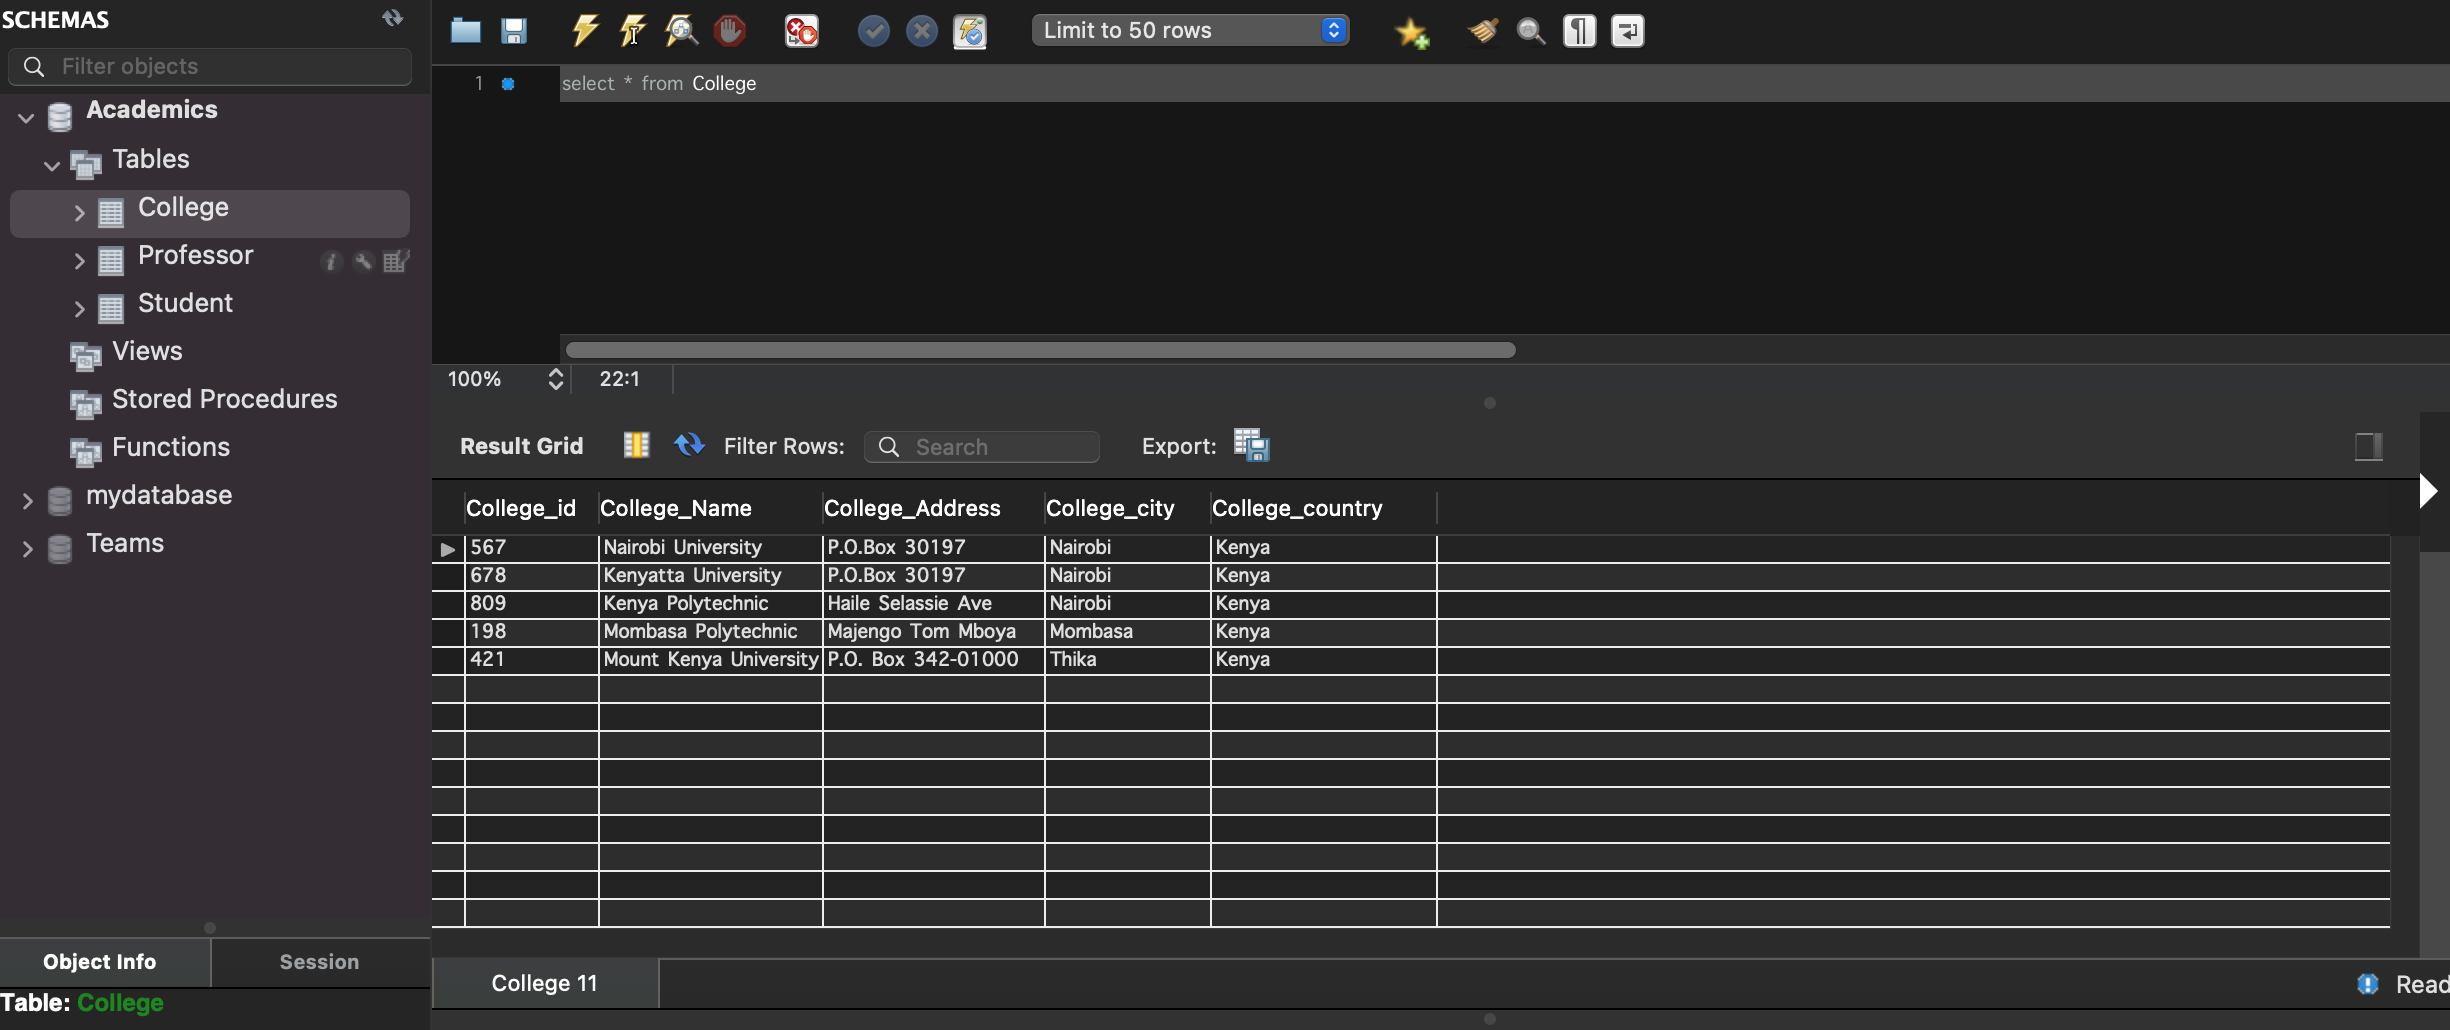 SCHEMAS
Filter objects
Academics
Tables
College
Professor
Student
Views
Stored Procedures
Functions
mydatabase
Teams
Object Info Session
Table: College
Limit to 50 rows
1 select * from College
100% 22:1
Result Grid Filter Rows: Search Export:
College_id College_Name College_Address College_city College_country
567 Nairobi University P.O.Box 30197 Nairobi Kenya
678 Kenyatta University P.O.Box 30197 Nairobi Kenya
809 Kenya Polytechnic Haile Selassie Ave Nairobi Kenya
198 Mombasa Polytechnic Majengo Tom Mboya Mombasa Kenya
421 Mount Kenya University P.O. Box 342-01000 Thika Kenya
College 11 Read